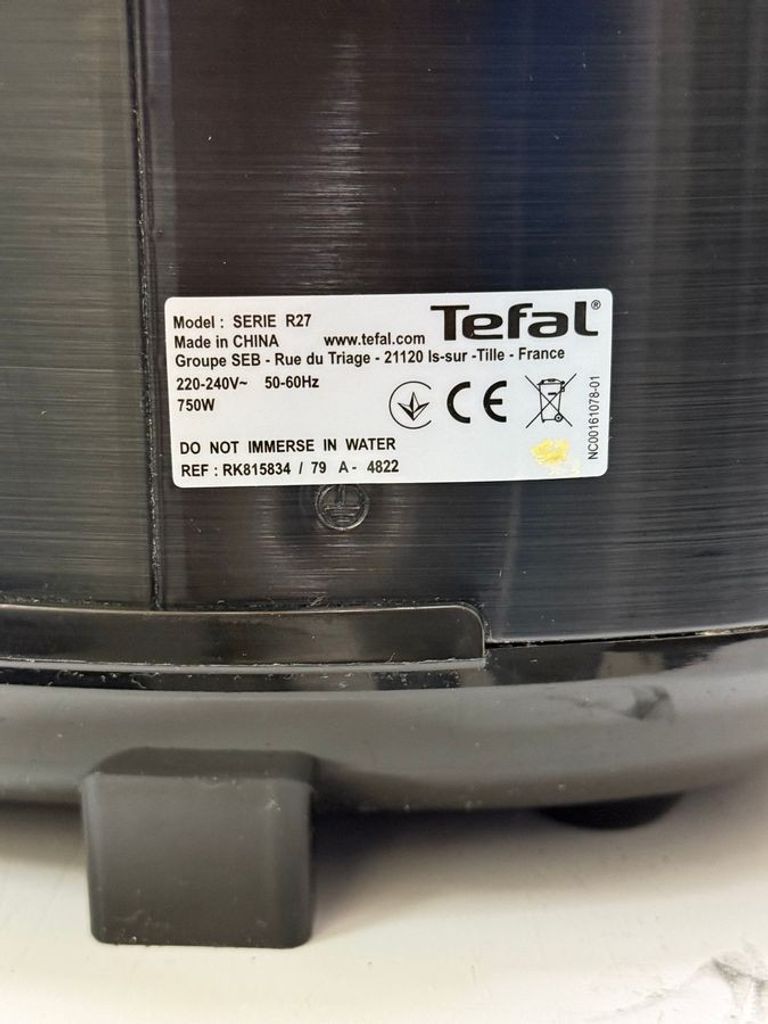 Model : SERIE R27
Tefal®
Made in CHINA www.tefal.com
Groupe SEB - Rue du Triage - 21120 Is-sur -Tille - France
220-240V~ 50-60Hz
750W
CE
DO NOT IMMERSE IN WATER
REF : RK815834 / 79 A - 4822
NC00161078-01